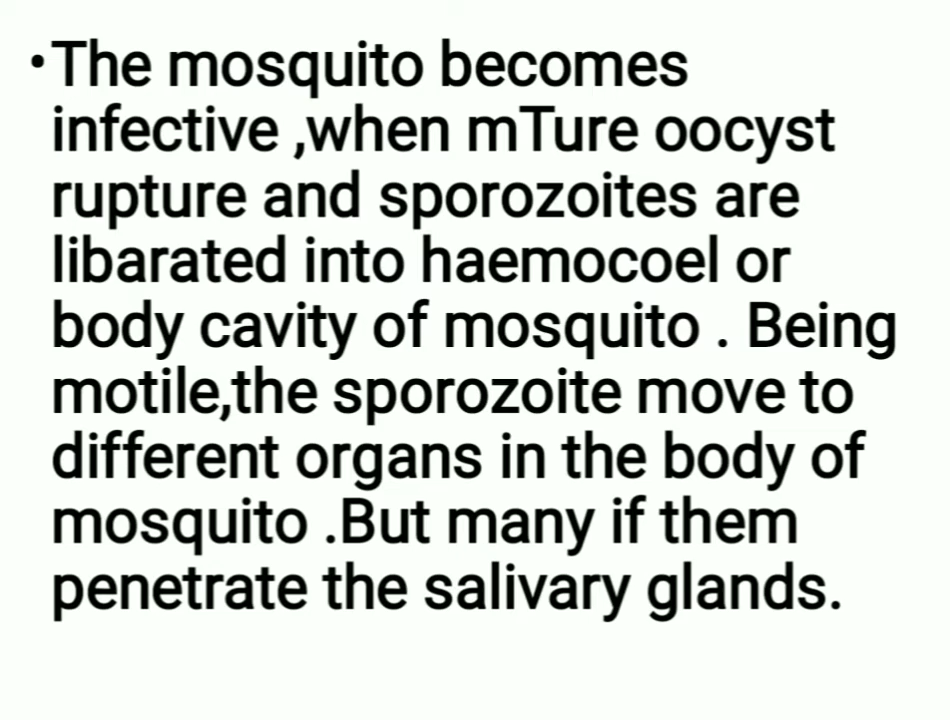 •The mosquito becomes
infective ,when mTure oocyst
rupture and sporozoites are
libarated into haemocoel or
body cavity of mosquito . Being
motile,the sporozoite move to
different organs in the body of
mosquito .But many if them
penetrate the salivary glands.